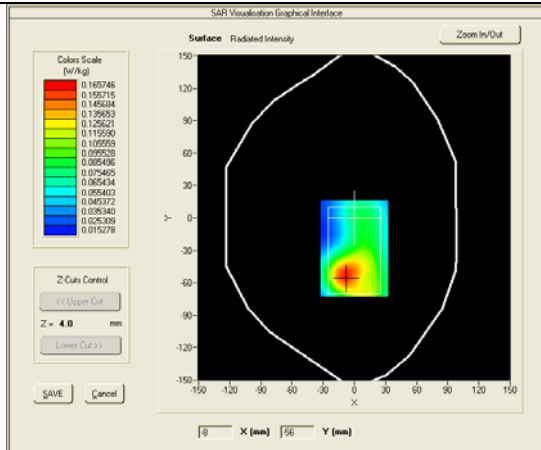 SAR Visualisation Graphical Interface
Surface Radiated Intensity
Zoom In/Out
Colors Scale
(W/kg)
0.165746
0.155715
0.145684
0.135653
0.125621
0.115590
0.105559
0.095528
0.085496
0.075465
0.065434
0.055403
0.045372
0.035340
0.025309
0.015278
Z-Cuts Control
<< Upper Cut
Z = 4.0 mm
Lower Cut >>
SAVE Cancel
150
120
90
60
30
0
-30
-60
-90
-120
-150
Y
-150 -120 -90 -60 -30 0 30 60 90 120 150
X
-8 X (mm) -56 Y (mm)